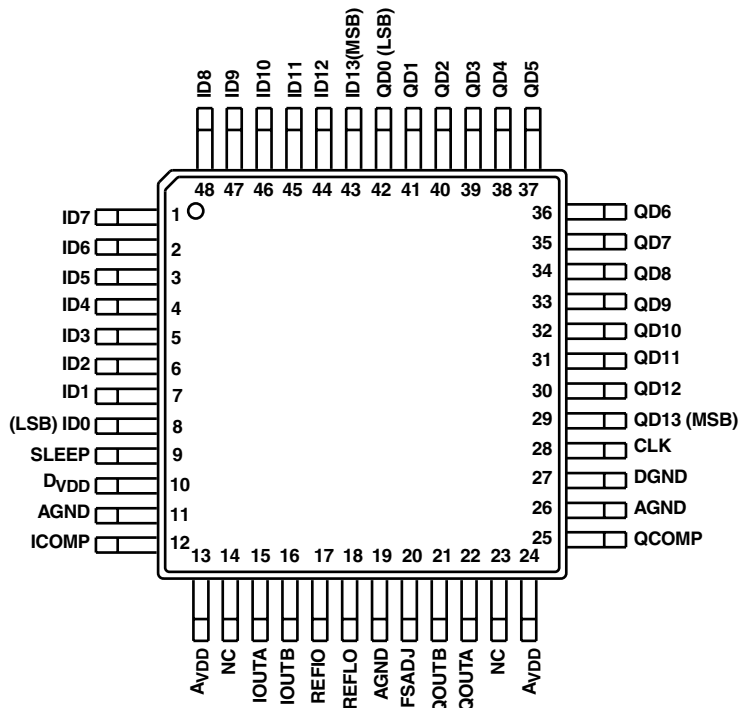 ID8
ID9
ID10
ID11
ID12
ID13(MSB)
QD0 (LSB)
QD1
QD2
QD3
QD4
QD5
48 47 46 45 44 43 42 41 40 39 38 37
ID7 1
ID6 2
ID5 3
ID4 4
ID3 5
ID2 6
ID1 7
(LSB) ID0 8
SLEEP 9
DVDD 10
AGND 11
ICOMP 12
36 QD6
35 QD7
34 QD8
33 QD9
32 QD10
31 QD11
30 QD12
29 QD13 (MSB)
28 CLK
27 DGND
26 AGND
25 QCOMP
13 14 15 16 17 18 19 20 21 22 23 24
AVDD
NC
IOUTA
IOUTB
REFIO
REFLO
AGND
FSADJ
QOUTB
QOUTA
NC
AVDD